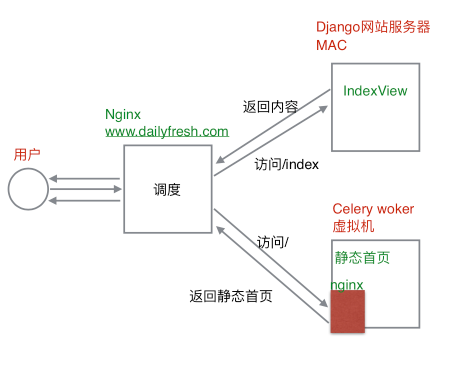 Django网站服务器
MAC
IndexView
返回内容
Nginx
www.dailyfresh.com
用户
调度
访问/index
Celery woker
虚拟机
访问/
静态首页
nginx
返回静态首页